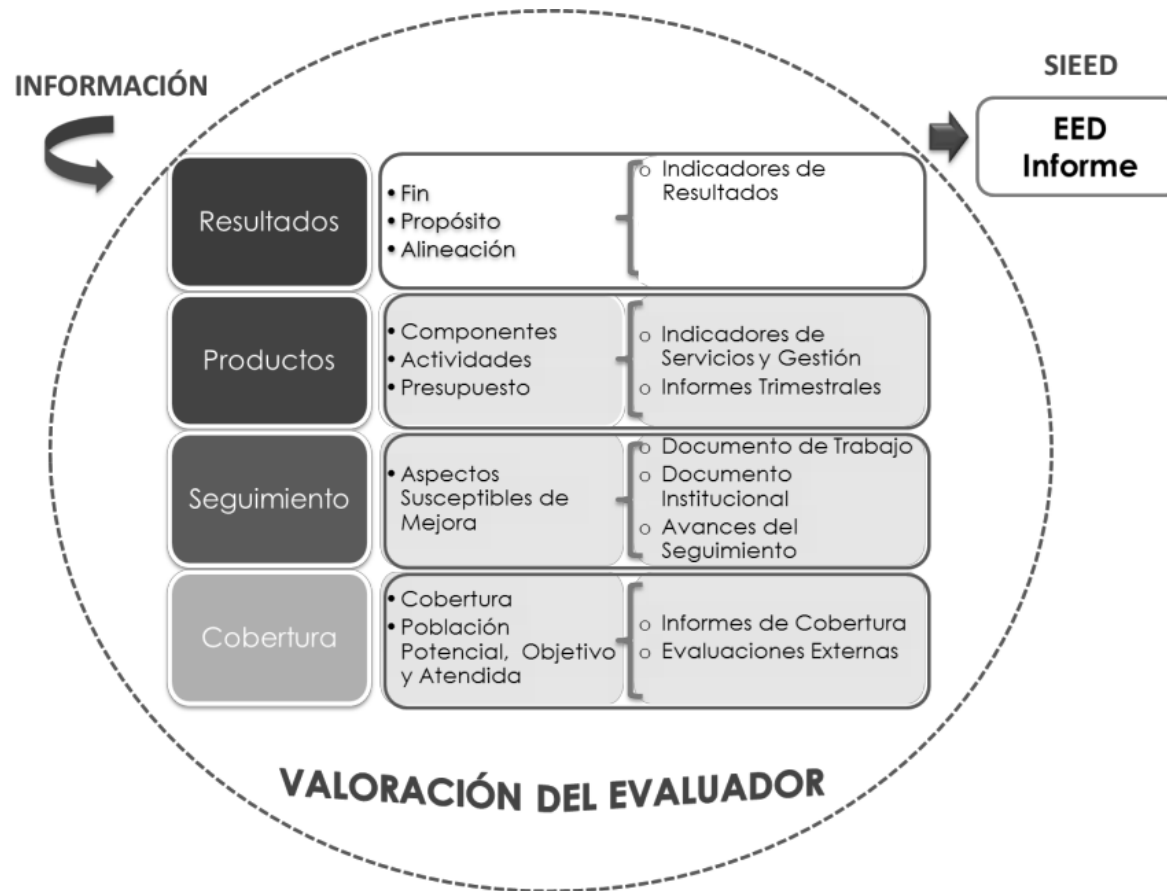 INFORMACIÓN
SIEED
EED
Informe
Resultados
• Fin
• Propósito
• Alineación
o Indicadores de
Resultados
Productos
• Componentes
• Actividades
• Presupuesto
o Indicadores de
Servicios y Gestión
o Informes Trimestrales
Seguimiento
• Aspectos
Susceptibles de
Mejora
o Documento de Trabajo
o Documento
Institucional
o Avances del
Seguimiento
Cobertura
• Cobertura
• Población
Potencial, Objetivo
y Atendida
o Informes de Cobertura
o Evaluaciones Externas
VALORACIÓN DEL EVALUADOR